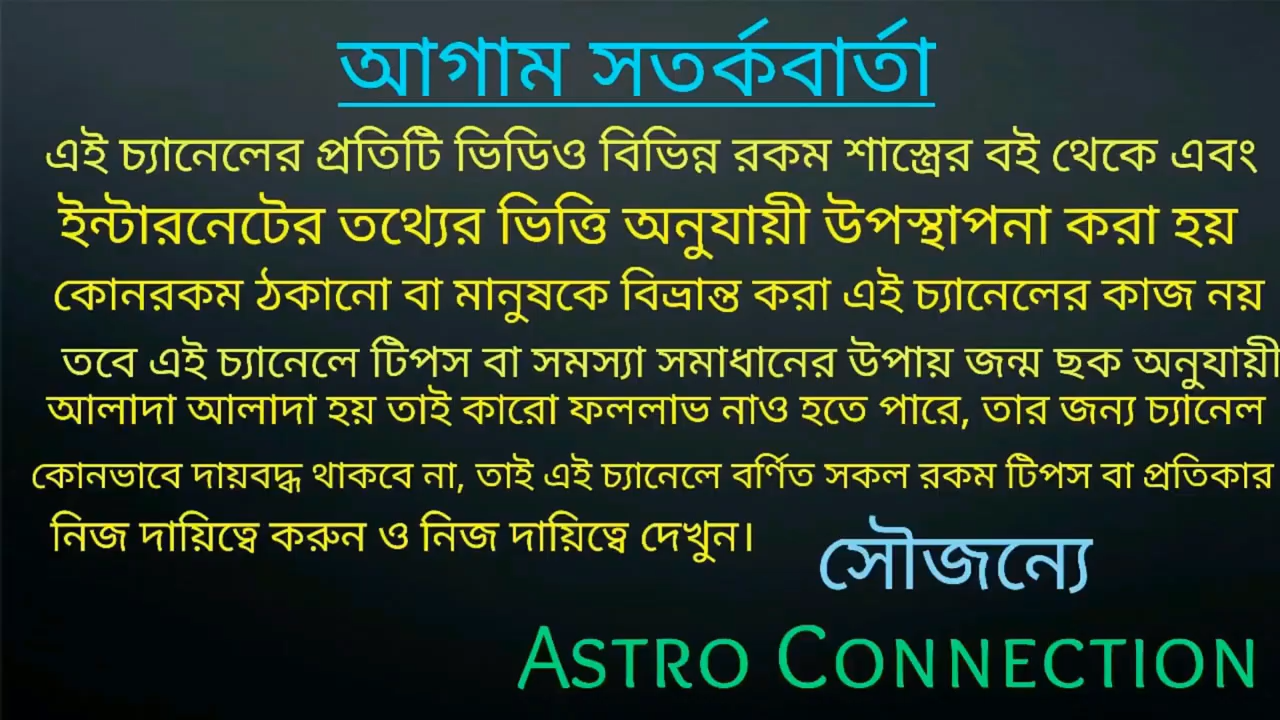 আগাম সতর্কবার্তা
এই চ্যানেলের প্রতিটি ভিডিও বিভিন্ন রকম শাস্ত্রের বই থেকে এবং
ইন্টারনেটের তথ্যের ভিত্তি অনুযায়ী উপস্থাপনা করা হয়
কোনরকম ঠকানো বা মানুষকে বিভ্রান্ত করা এই চ্যানেলের কাজ নয়
তবে এই চ্যানেলে টিপস বা সমস্যা সমাধানের উপায় জন্ম ছক অনুযায়ী
আলাদা আলাদা হয় তাই কারো ফললাভ নাও হতে পারে, তার জন্য চ্যানেল
কোনভাবে দায়বদ্ধ থাকবে না, তাই এই চ্যানেলে বর্ণিত সকল রকম টিপস বা প্রতিকার
নিজ দায়িত্বে করুন ও নিজ দায়িত্বে দেখুন।
সৌজন্যে
ASTRO CONNECTION